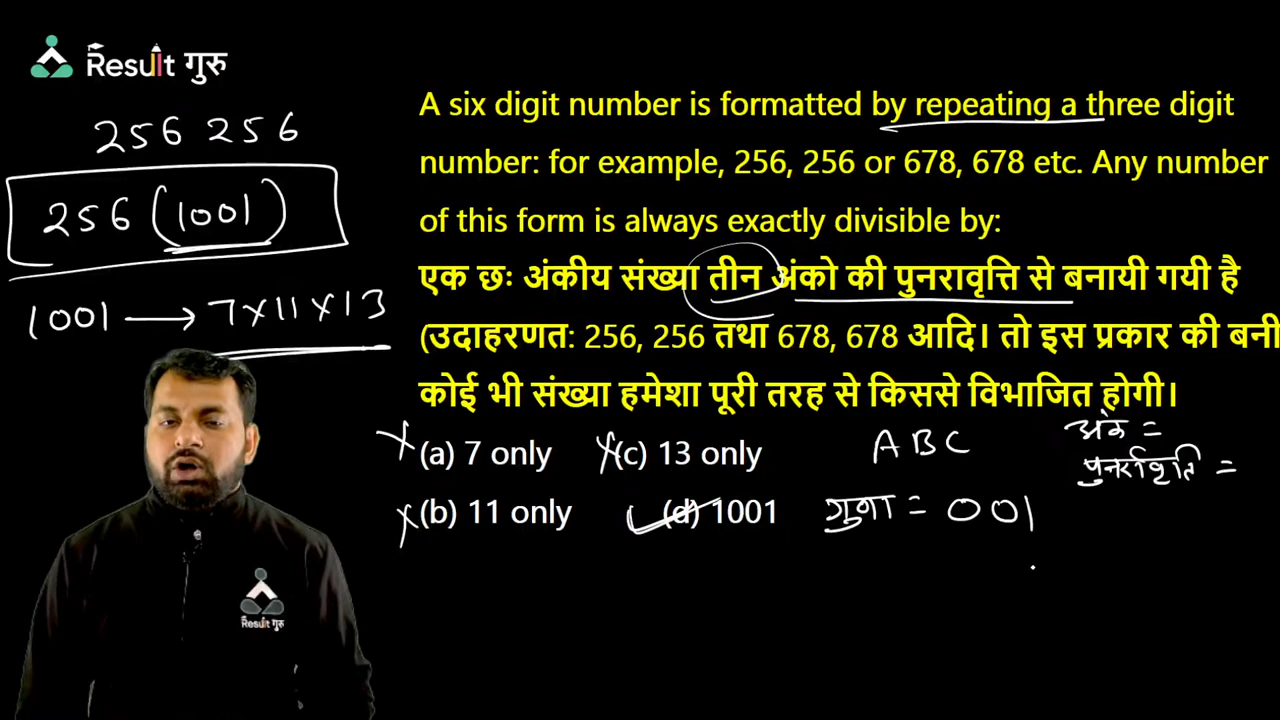 Result गुरु
256 256
256 (1001)
1001 → 7×11×13
A six digit number is formatted by repeating a three digit
number: for example, 256, 256 or 678, 678 etc. Any number
of this form is always exactly divisible by:
एक छः अंकीय संख्या तीन अंको की पुनरावृत्ति से बनायी गयी है
(उदाहरणत: 256, 256 तथा 678, 678 आदि। तो इस प्रकार की बनी
कोई भी संख्या हमेशा पूरी तरह से किससे विभाजित होगी।
(a) 7 only (c) 13 only
(b) 11 only (d) 1001
A B C
गुणा = 001
अंक =
पुनर्रावृति =
Result गुरु